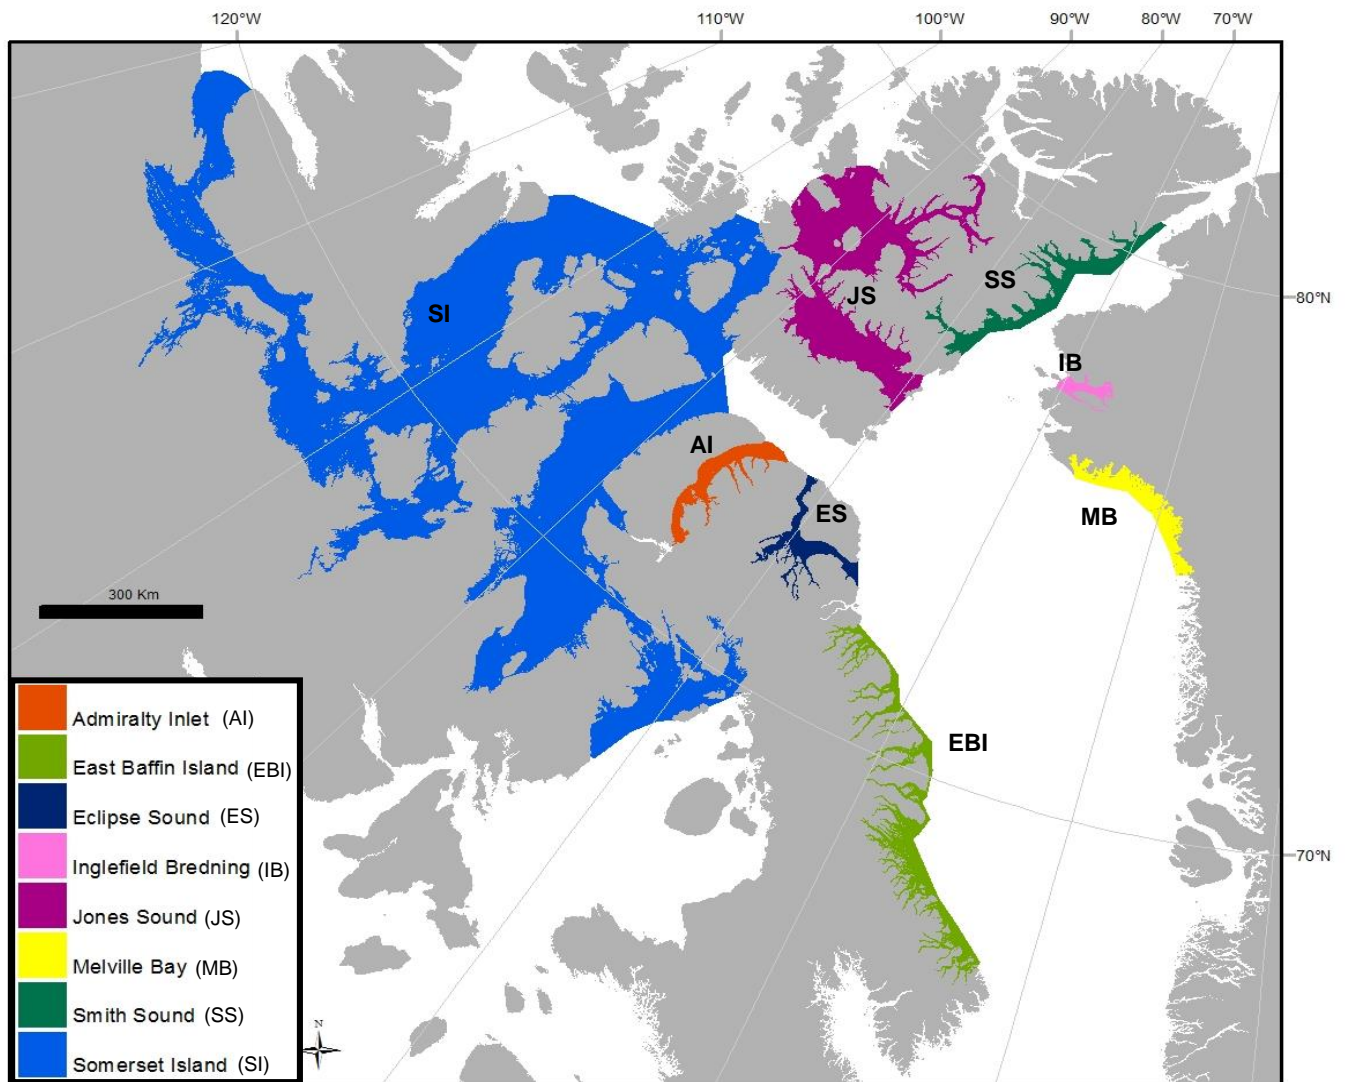 120°W 110°W 100°W 90°W 80°W 70°W
SI
JS
SS
80°N
IB
AI
ES
MB
300 Km
EBI
70°N
Admiralty Inlet (AI)
East Baffin Island (EBI)
Eclipse Sound (ES)
Inglefield Bredning (IB)
Jones Sound (JS)
Melville Bay (MB)
Smith Sound (SS)
Somerset Island (SI)
N